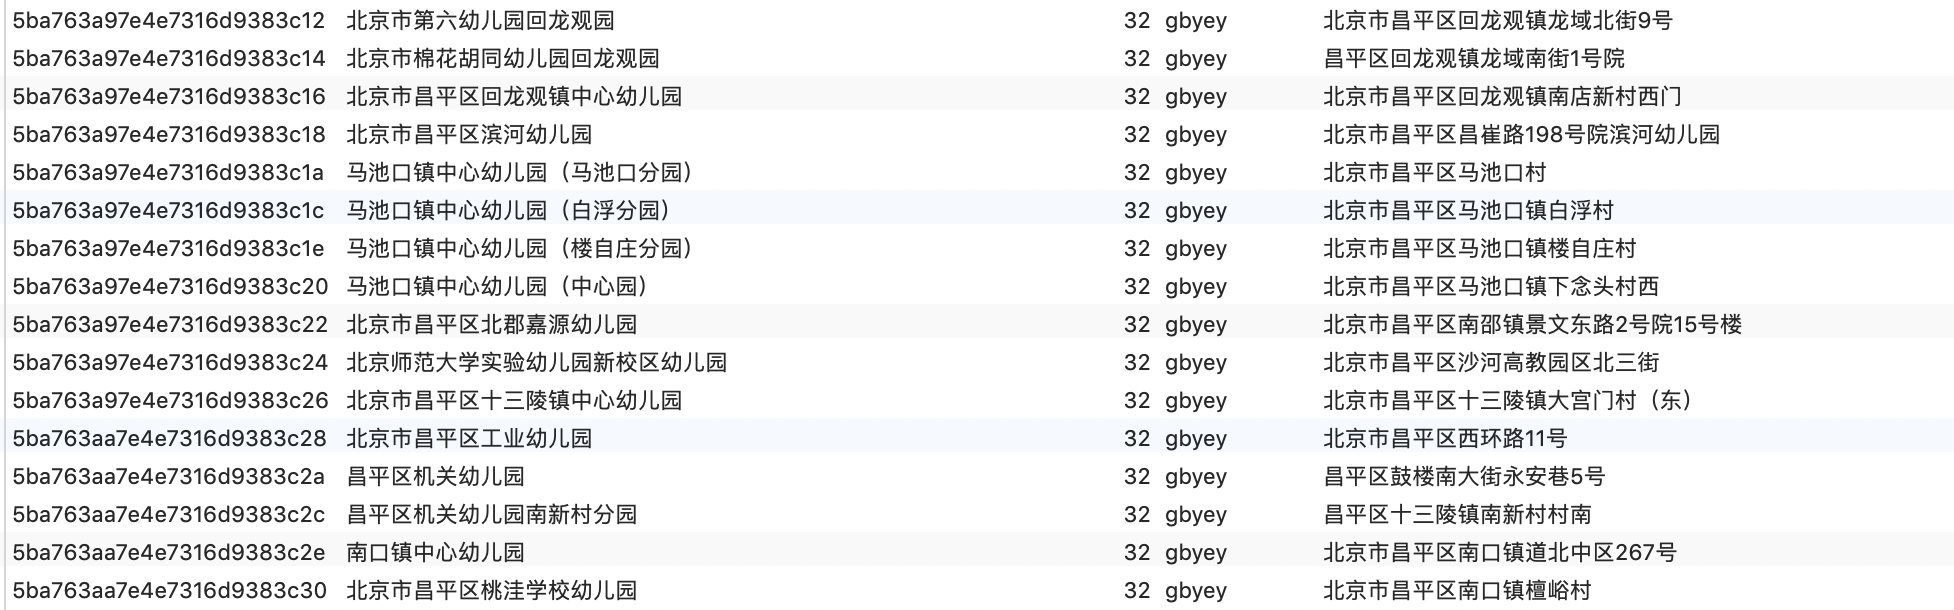 5ba763a97e4e7316d9383c12 北京市第六幼儿园回龙观园 32 gbyey 北京市昌平区回龙观镇龙域北街9号
5ba763a97e4e7316d9383c14 北京市棉花胡同幼儿园回龙观园 32 gbyey 昌平区回龙观镇龙域南街1号院
5ba763a97e4e7316d9383c16 北京市昌平区回龙观镇中心幼儿园 32 gbyey 北京市昌平区回龙观镇南店新村西门
5ba763a97e4e7316d9383c18 北京市昌平区滨河幼儿园 32 gbyey 北京市昌平区昌崔路198号院滨河幼儿园
5ba763a97e4e7316d9383c1a 马池口镇中心幼儿园（马池口分园） 32 gbyey 北京市昌平区马池口村
5ba763a97e4e7316d9383c1c 马池口镇中心幼儿园（白浮分园） 32 gbyey 北京市昌平区马池口镇白浮村
5ba763a97e4e7316d9383c1e 马池口镇中心幼儿园（楼自庄分园） 32 gbyey 北京市昌平区马池口镇楼自庄村
5ba763a97e4e7316d9383c20 马池口镇中心幼儿园（中心园） 32 gbyey 北京市昌平区马池口镇下念头村西
5ba763a97e4e7316d9383c22 北京市昌平区北郡嘉源幼儿园 32 gbyey 北京市昌平区南邵镇景文东路2号院15号楼
5ba763a97e4e7316d9383c24 北京师范大学实验幼儿园新校区幼儿园 32 gbyey 北京市昌平区沙河高教园区北三街
5ba763a97e4e7316d9383c26 北京市昌平区十三陵镇中心幼儿园 32 gbyey 北京市昌平区十三陵镇大宫门村（东）
5ba763aa7e4e7316d9383c28 北京市昌平区工业幼儿园 32 gbyey 北京市昌平区西环路11号
5ba763aa7e4e7316d9383c2a 昌平区机关幼儿园 32 gbyey 昌平区鼓楼南大街永安巷5号
5ba763aa7e4e7316d9383c2c 昌平区机关幼儿园南新村分园 32 gbyey 昌平区十三陵镇南新村村南
5ba763aa7e4e7316d9383c2e 南口镇中心幼儿园 32 gbyey 北京市昌平区南口镇道北中区267号
5ba763aa7e4e7316d9383c30 北京市昌平区桃洼学校幼儿园 32 gbyey 北京市昌平区南口镇檀峪村